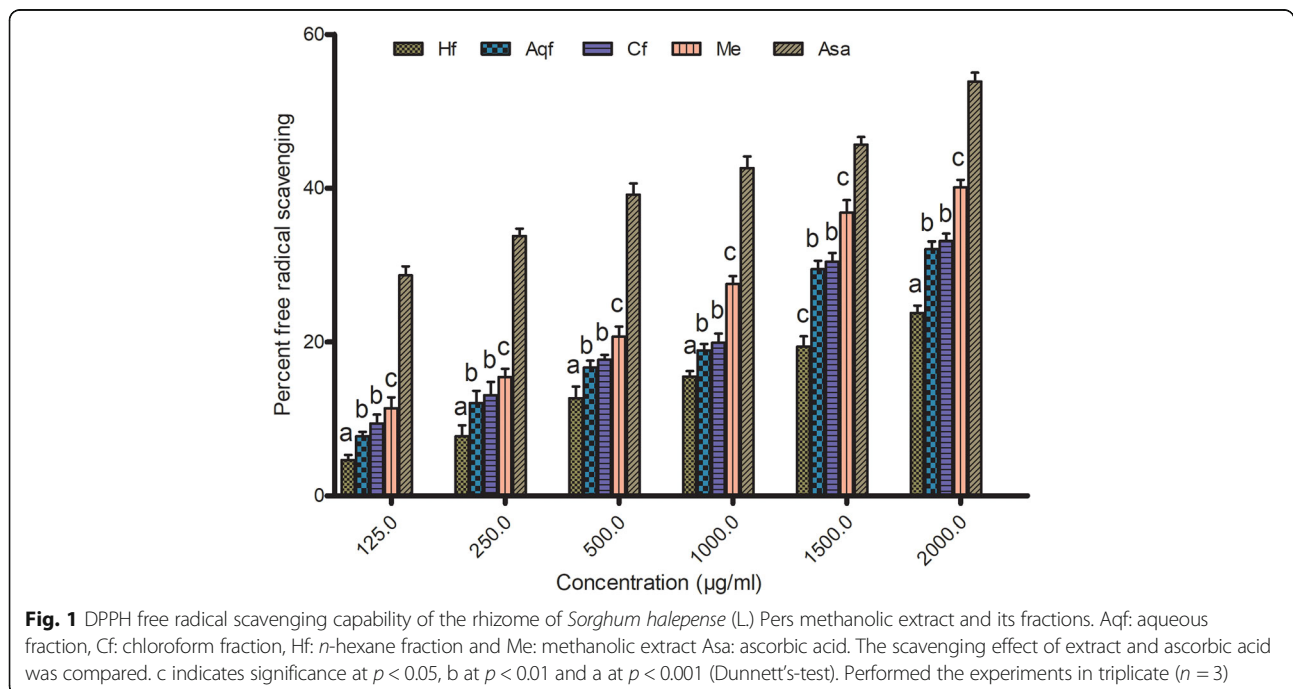 60
Hf Aqf Cf Me Asa
Percent free radical scavenging
40
20
0
a b b c
a b b c
a b b c
a b b c
c b b c
a b b c
125.0 250.0 500.0 1000.0 1500.0 2000.0
Concentration (µg/ml)
Fig. 1 DPPH free radical scavenging capability of the rhizome of Sorghum halepense (L.) Pers methanolic extract and its fractions. Aqf: aqueous
fraction, Cf: chloroform fraction, Hf: n-hexane fraction and Me: methanolic extract Asa: ascorbic acid. The scavenging effect of extract and ascorbic acid
was compared. c indicates significance at p < 0.05, b at p < 0.01 and a at p < 0.001 (Dunnett's-test). Performed the experiments in triplicate (n = 3)